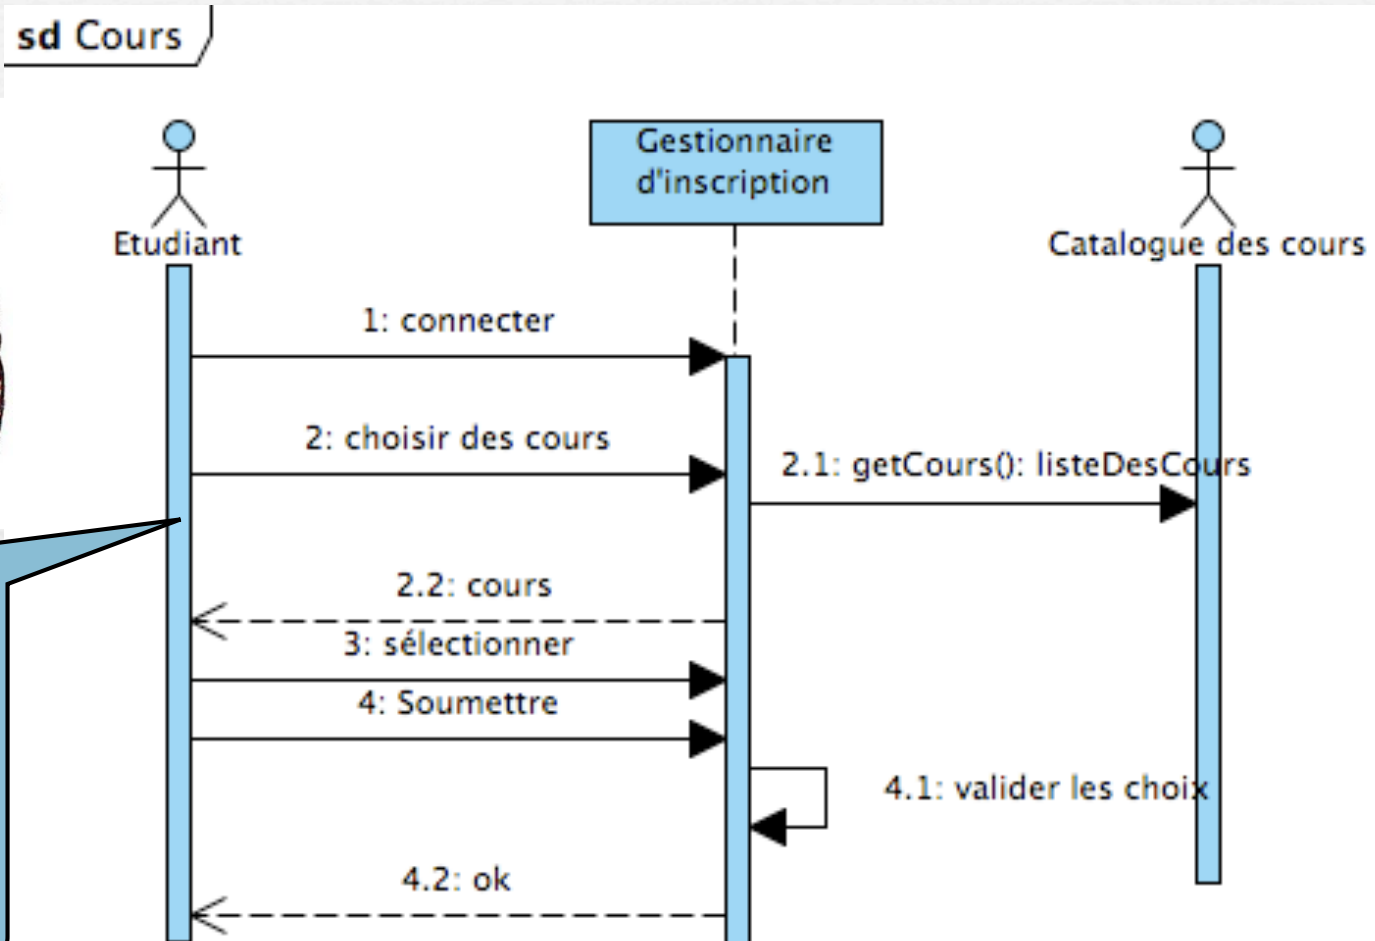 sd Cours
Gestionnaire
d'inscription
Etudiant
Catalogue des cours
1: connecter
2: choisir des cours
2.1: getCours(): listeDesCours
2.2: cours
3: sélectionner
4: Soumettre
4.1: valider les choix
4.2: ok